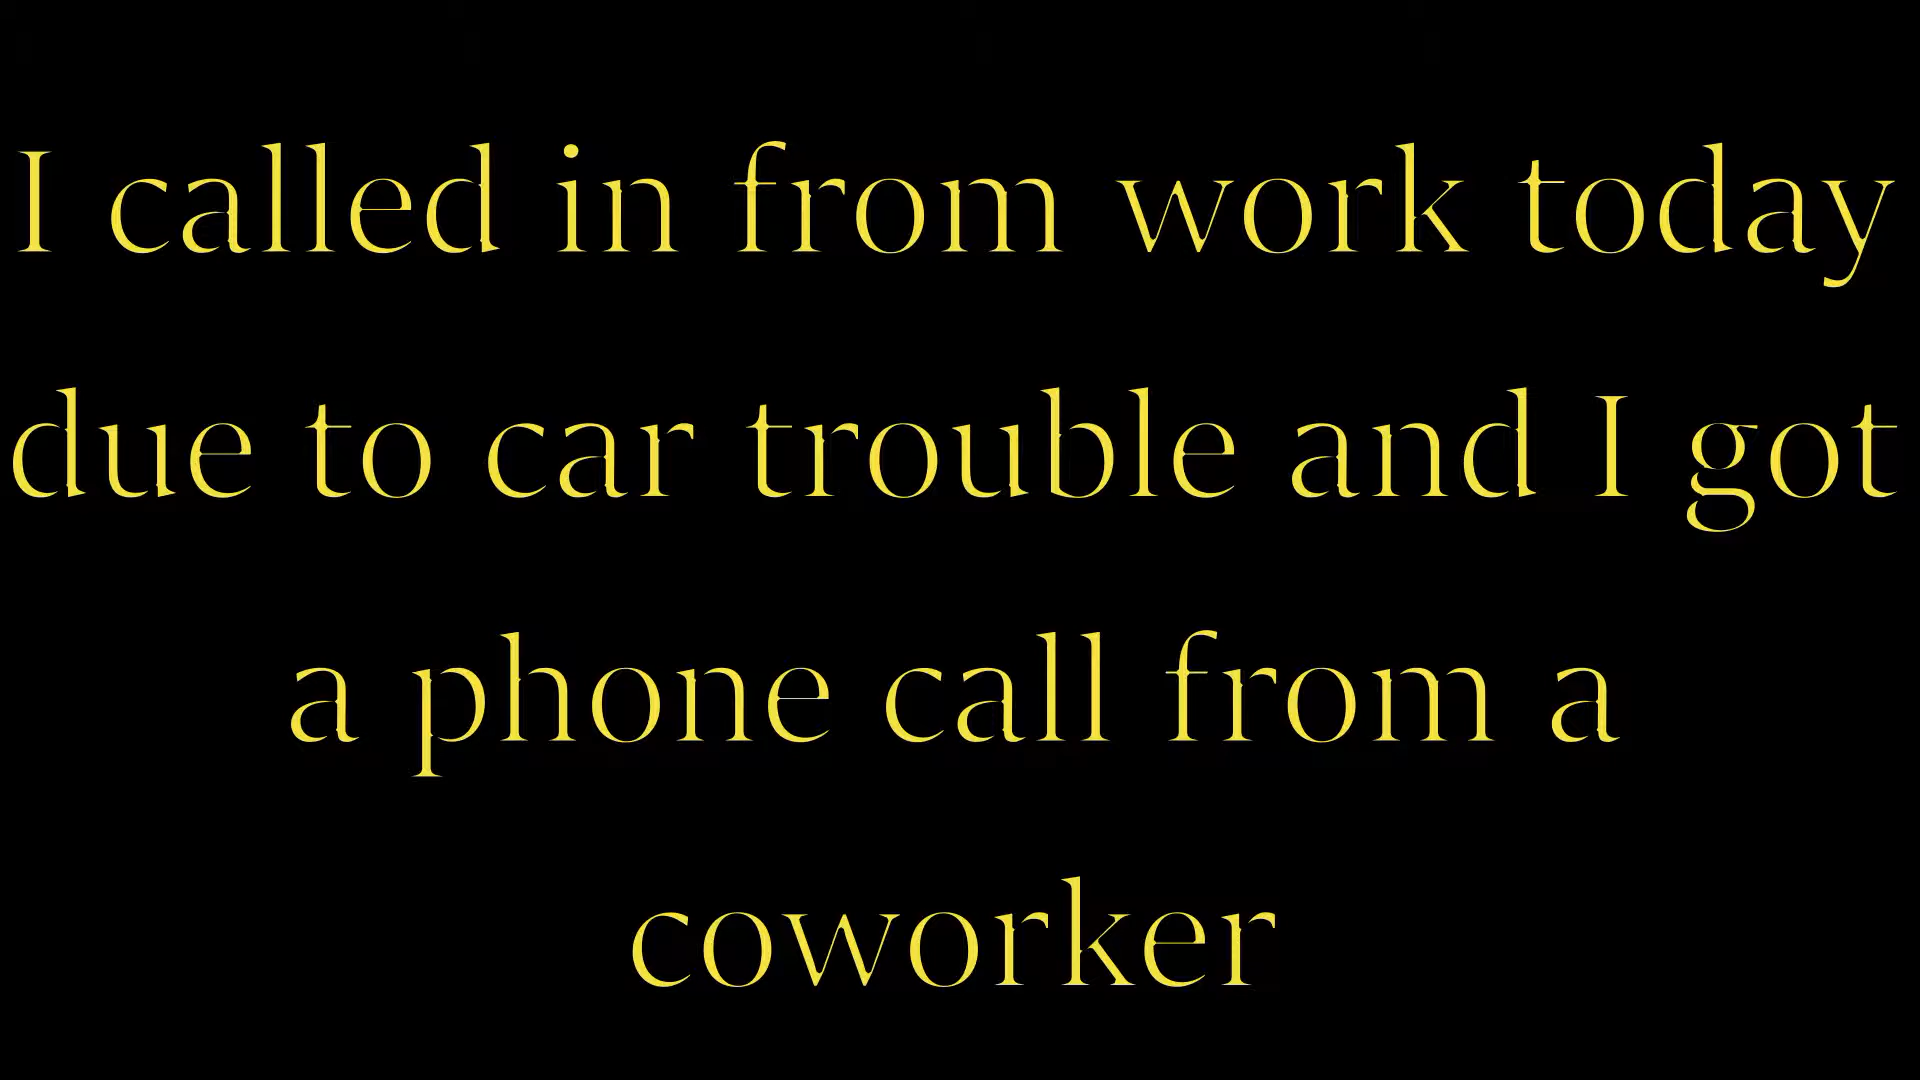 I called in from work today
due to car trouble and I got
a phone call from a
coworker